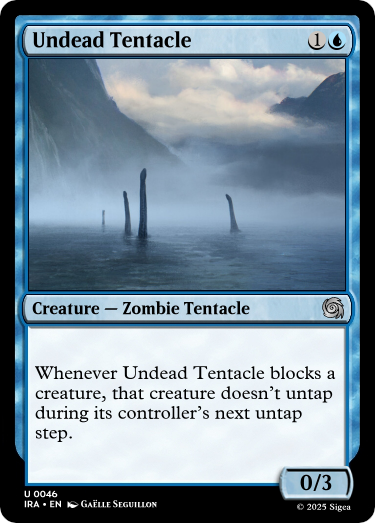 Undead Tentacle 1
Creature — Zombie Tentacle
Whenever Undead Tentacle blocks a
creature, that creature doesn't untap
during its controller's next untap
step.
0/3
U 0046
IRA • EN Gaëlle Seguillon
© 2025 Sigea